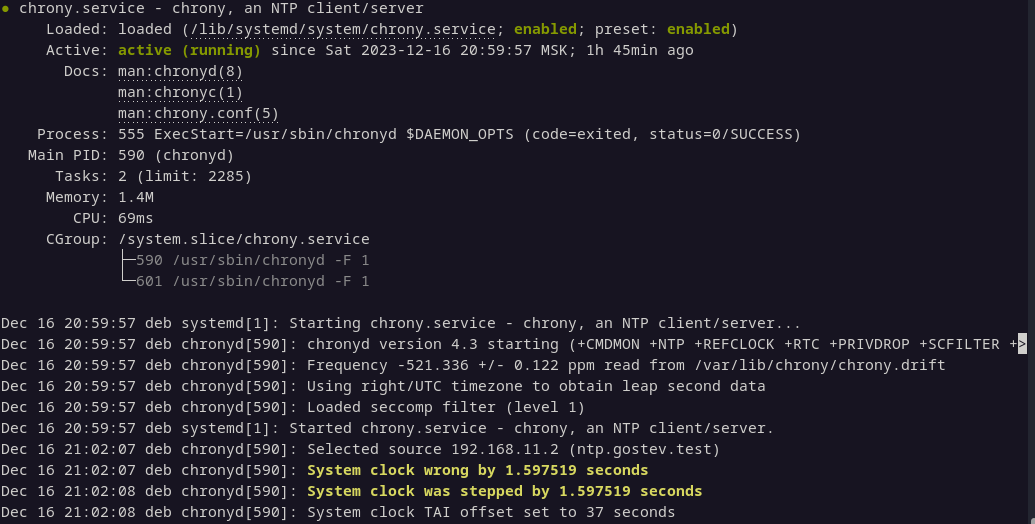 ● chrony.service - chrony, an NTP client/server
Loaded: loaded (/lib/systemd/system/chrony.service; enabled; preset: enabled)
Active: active (running) since Sat 2023-12-16 20:59:57 MSK; 1h 45min ago
Docs: man:chronyd(8)
man:chronyc(1)
man:chrony.conf(5)
Process: 555 ExecStart=/usr/sbin/chronyd $DAEMON_OPTS (code=exited, status=0/SUCCESS)
Main PID: 590 (chronyd)
Tasks: 2 (limit: 2285)
Memory: 1.4M
CPU: 69ms
CGroup: /system.slice/chrony.service
├─590 /usr/sbin/chronyd -F 1
└─601 /usr/sbin/chronyd -F 1
Dec 16 20:59:57 deb systemd[1]: Starting chrony.service - chrony, an NTP client/server...
Dec 16 20:59:57 deb chronyd[590]: chronyd version 4.3 starting (+CMDMON +NTP +REFCLOCK +RTC +PRIVDROP +SCFILTER +>
Dec 16 20:59:57 deb chronyd[590]: Frequency -521.336 +/- 0.122 ppm read from /var/lib/chrony/chrony.drift
Dec 16 20:59:57 deb chronyd[590]: Using right/UTC timezone to obtain leap second data
Dec 16 20:59:57 deb chronyd[590]: Loaded seccomp filter (level 1)
Dec 16 20:59:57 deb systemd[1]: Started chrony.service - chrony, an NTP client/server.
Dec 16 21:02:07 deb chronyd[590]: Selected source 192.168.11.2 (ntp.gostev.test)
Dec 16 21:02:07 deb chronyd[590]: System clock wrong by 1.597519 seconds
Dec 16 21:02:08 deb chronyd[590]: System clock was stepped by 1.597519 seconds
Dec 16 21:02:08 deb chronyd[590]: System clock TAI offset set to 37 seconds